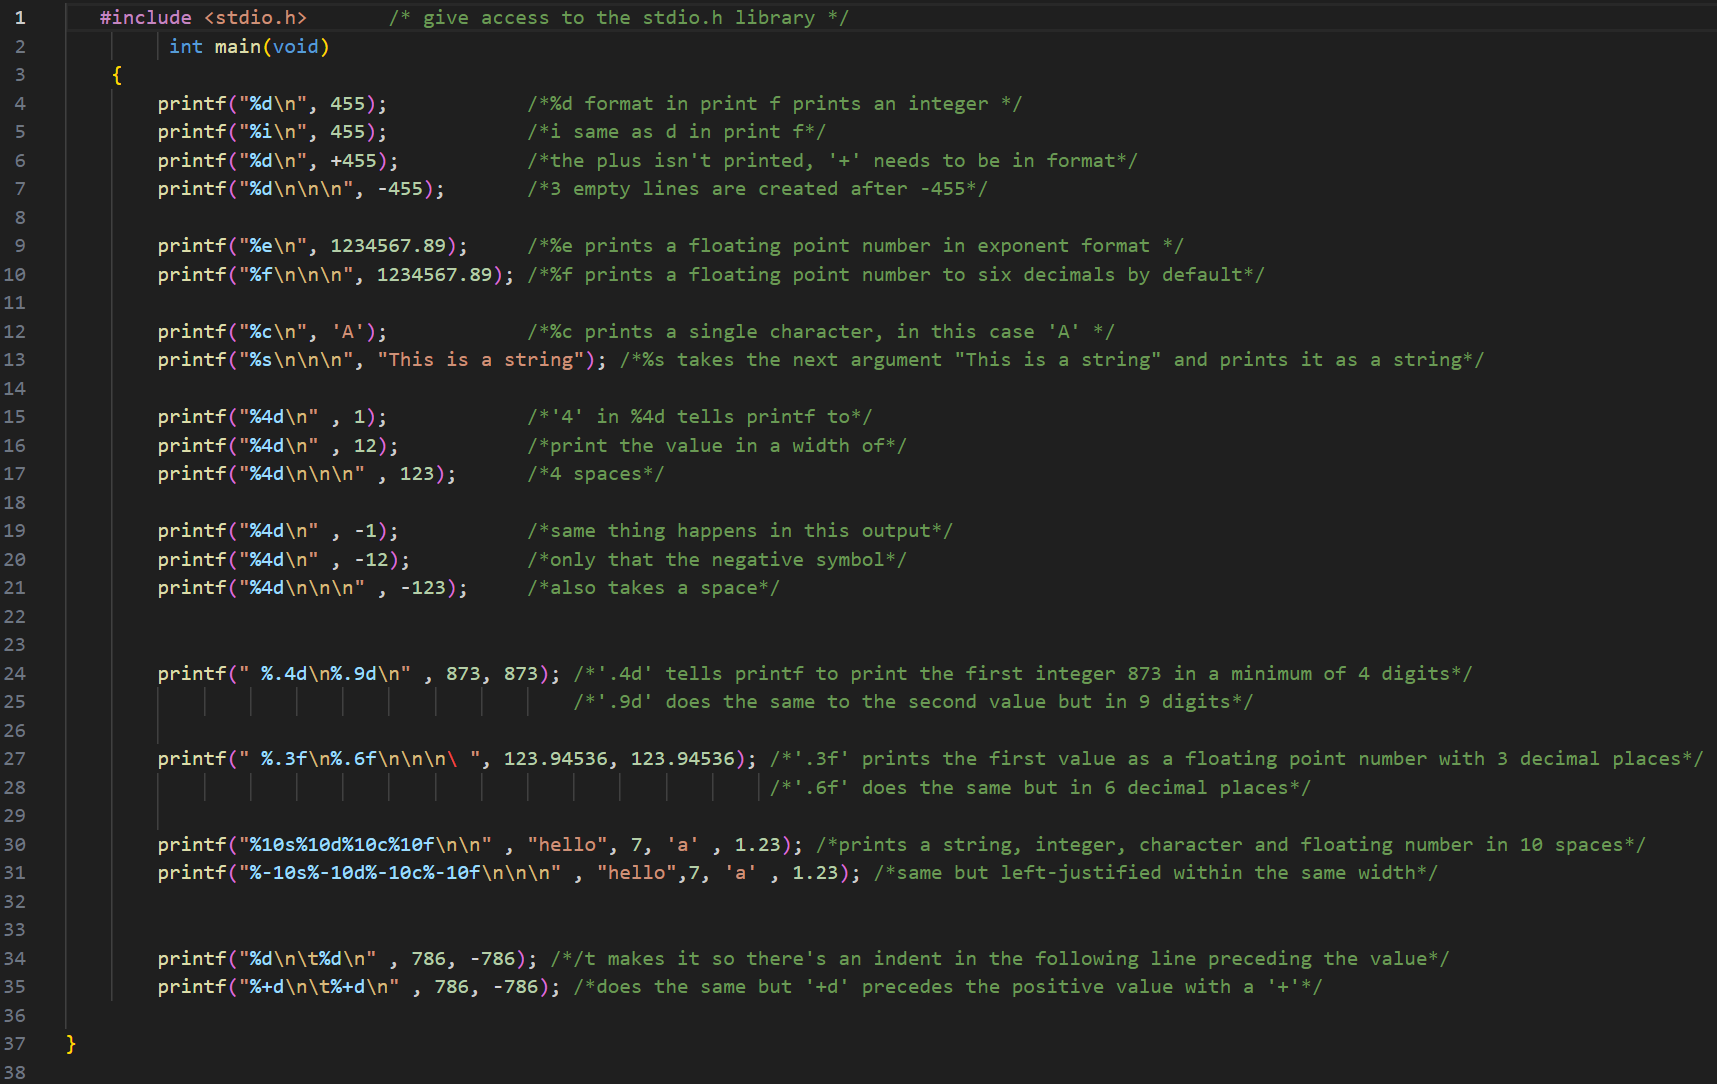 1 #include <stdio.h> /* give access to the stdio.h library */
2 int main(void)
3 {
4 printf("%d\n", 455); /*%d format in print f prints an integer */
5 printf("%i\n", 455); /*i same as d in print f*/
6 printf("%d\n", +455); /*the plus isn't printed, '+' needs to be in format*/
7 printf("%d\n\n\n", -455); /*3 empty lines are created after -455*/
8
9 printf("%e\n", 1234567.89); /*%e prints a floating point number in exponent format */
10 printf("%f\n\n\n", 1234567.89); /*%f prints a floating point number to six decimals by default*/
11
12 printf("%c\n", 'A'); /*%c prints a single character, in this case 'A' */
13 printf("%s\n\n\n", "This is a string"); /*%s takes the next argument "This is a string" and prints it as a string*/
14
15 printf("%4d\n" , 1); /*'4' in %4d tells printf to*/
16 printf("%4d\n" , 12); /*print the value in a width of*/
17 printf("%4d\n\n\n" , 123); /*4 spaces*/
18
19 printf("%4d\n" , -1); /*same thing happens in this output*/
20 printf("%4d\n" , -12); /*only that the negative symbol*/
21 printf("%4d\n\n\n" , -123); /*also takes a space*/
22
23
24 printf(" %.4d\n%.9d\n" , 873, 873); /*'.4d' tells printf to print the first integer 873 in a minimum of 4 digits*/
25 /*'.9d' does the same to the second value but in 9 digits*/
26
27 printf(" %.3f\n%.6f\n\n\n\ ", 123.94536, 123.94536); /*'.3f' prints the first value as a floating point number with 3 decimal places*/
28 /*'.6f' does the same but in 6 decimal places*/
29
30 printf("%10s%10d%10c%10f\n\n" , "hello", 7, 'a' , 1.23); /*prints a string, integer, character and floating number in 10 spaces*/
31 printf("%-10s%-10d%-10c%-10f\n\n\n" , "hello",7, 'a' , 1.23); /*same but left-justified within the same width*/
32
33
34 printf("%d\n\t%d\n" , 786, -786); /*/t makes it so there's an indent in the following line preceding the value*/
35 printf("%+d\n\t%+d\n" , 786, -786); /*does the same but '+d' precedes the positive value with a '+'*/
36
37 }
38